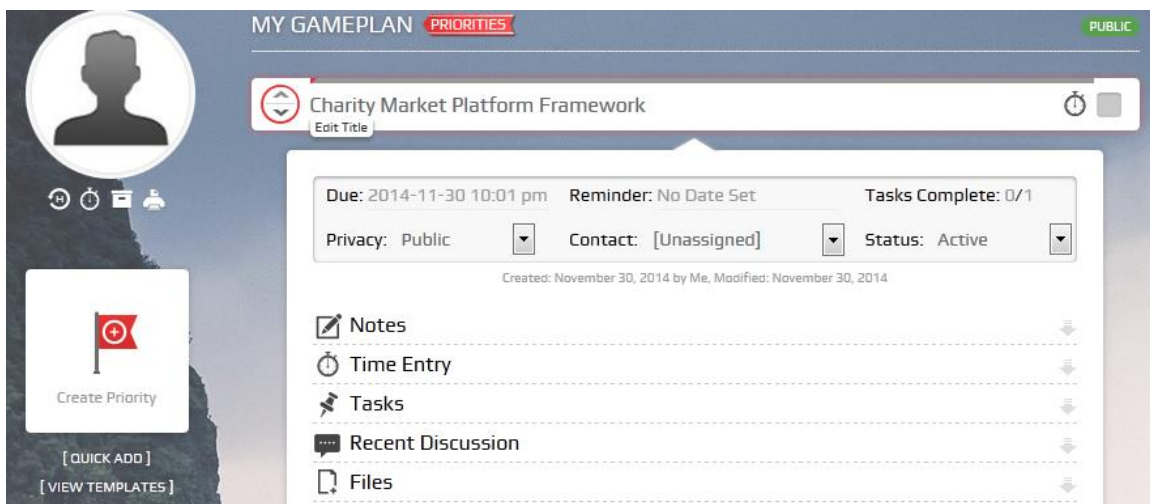 MY GAMEPLAN PRIORITIES PUBLIC
Charity Market Platform Framework
Edit Title
H
Due: 2014-11-30 10:01 pm Reminder: No Date Set Tasks Complete: 0/1
Privacy: Public Contact: [Unassigned] Status: Active
Created: November 30, 2014 by Me, Modified: November 30, 2014
Notes
Time Entry
Tasks
Recent Discussion
Files
Create Priority
[ QUICK ADD ]
[ VIEW TEMPLATES ]